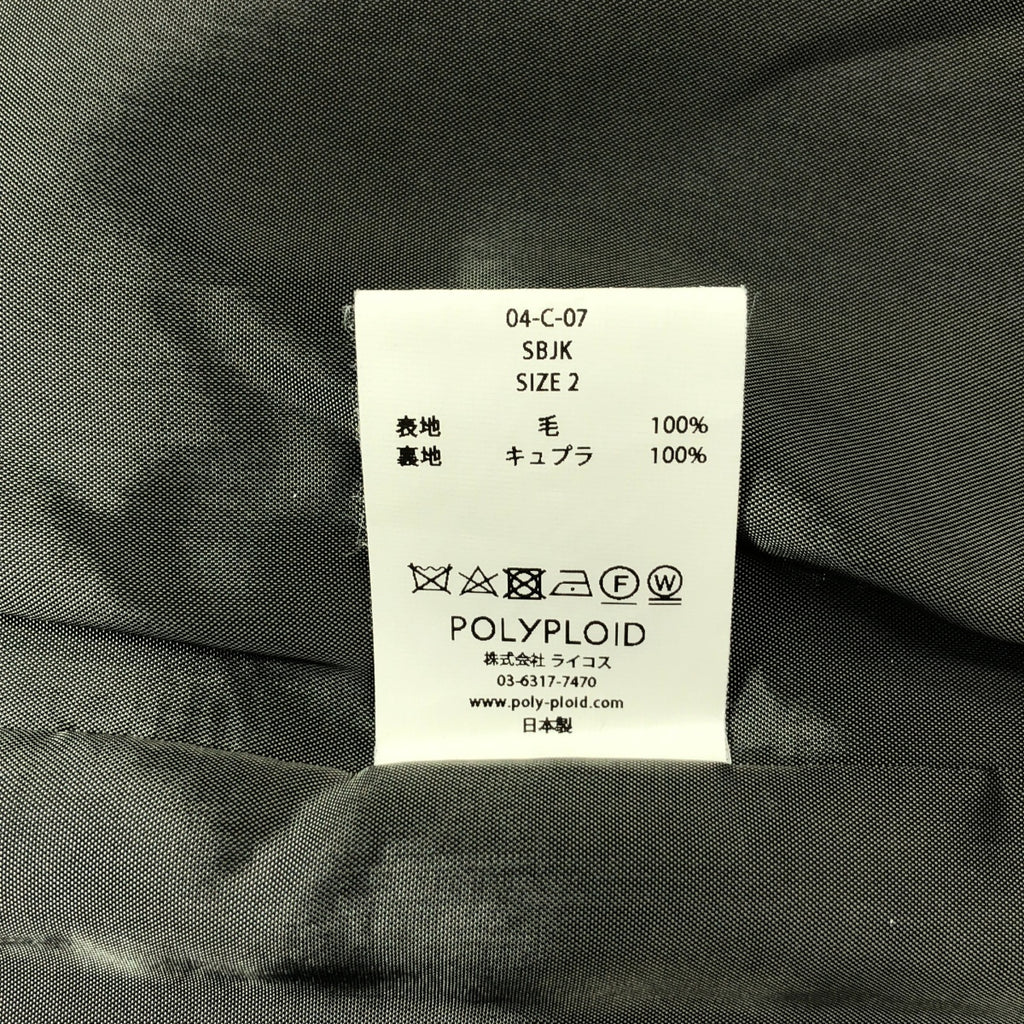 04-C-07
SBJK
SIZE 2
表地 毛 100%
裏地 キュプラ 100%
F W
POLYPLOID
株式会社 ライコス
03-6317-7470
www.poly-ploid.com
日本製